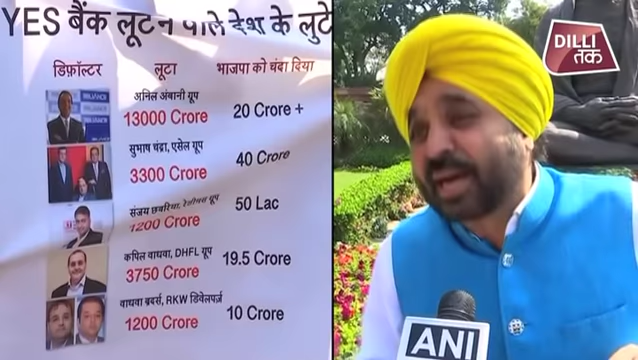 YES बैंक लूटने वाले देश के लुटे
डिफ़ॉल्टर लूटा भाजपा को चंदा दिया
अनिल अंबानी ग्रुप
13000 Crore 20 Crore +
सुभाष चंद्रा, एसेल ग्रुप
3300 Crore 40 Crore
संजय छबरिया, रेडीयस ग्रुप
1200 Crore 50 Lac
कपिल वाधवा, DHFL ग्रुप
3750 Crore 19.5 Crore
वाधवा ब्रदर्स, RKW डिवेलपर्ज़
1200 Crore 10 Crore
RELIANCE
DILLI
तक
ANI